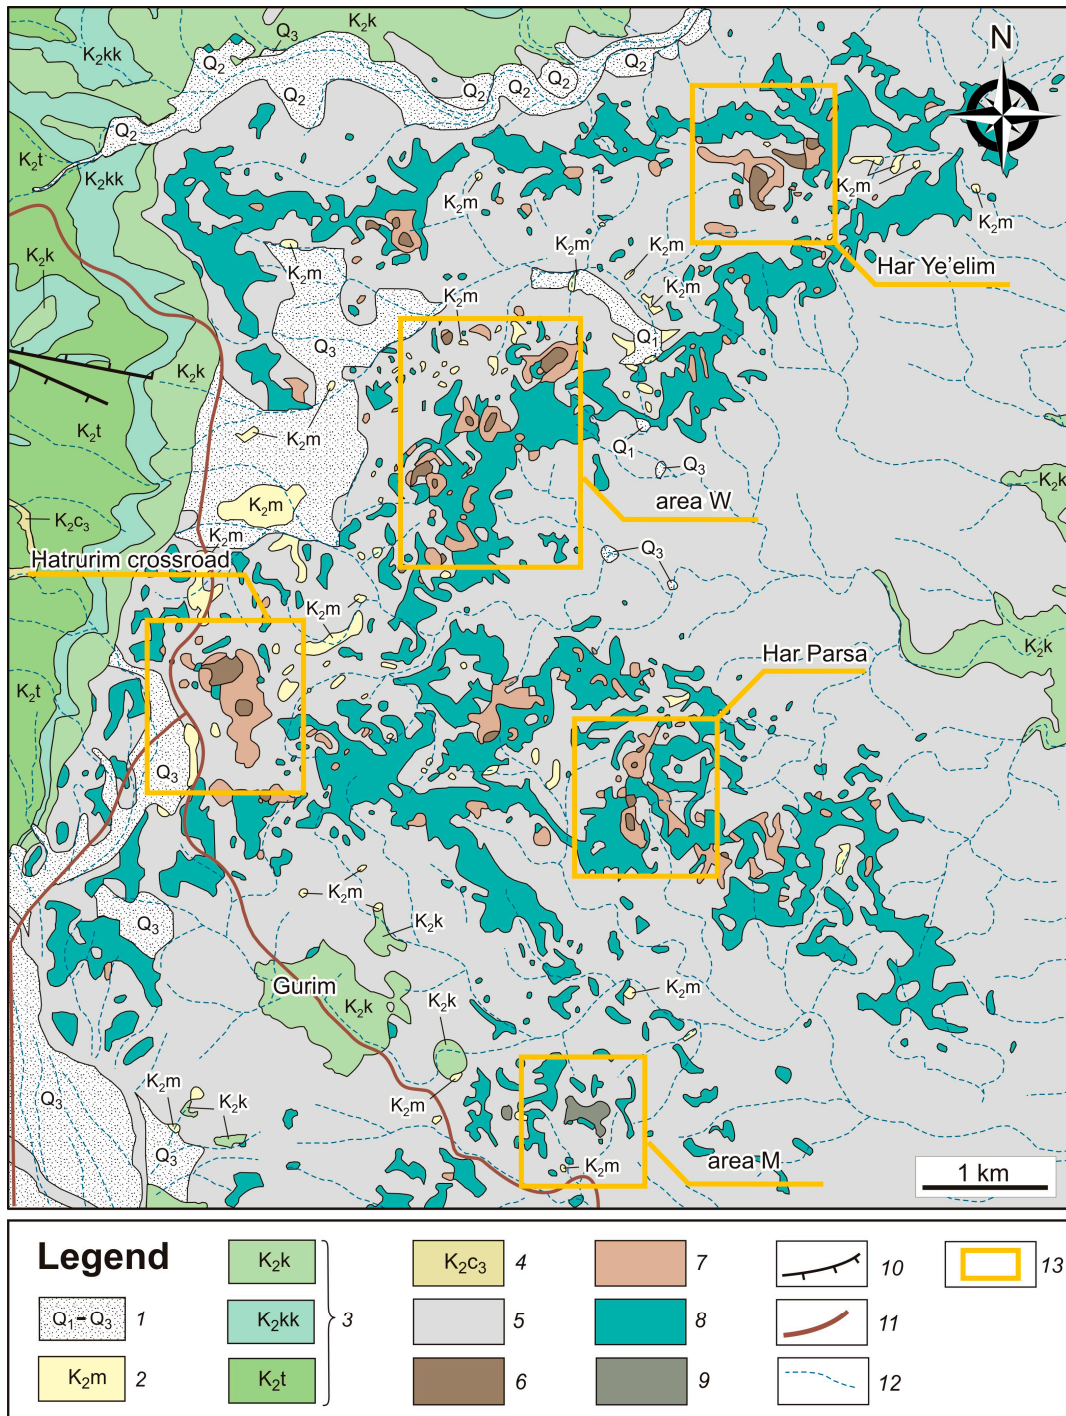 K₂k
Q₃
K₂kk
Q₂
N
Q₂
Q₂
Q₂
Q₂
Q₂
Q₂
K₂t
K₂kk
K₂m
K₂m
K₂m
K₂k
K₂m
K₂m
K₂m
K₂m
K₂m
Har Ye'elim
Q₃
Q₁
K₂k
K₂t
K₂m
Q₁
Q₃
K₂k
K₂m
area W
K₂c₃
K₂m
Q₃
Hatrurim crossroad
K₂m
Har Parsa
K₂k
K₂t
Q₃
K₂m
Q₃
K₂k
Gurim
K₂k
K₂k
K₂m
K₂m
Q₃
K₂m
K₂k
K₂m
Q₃
area M
K₂m
1 km
Legend
K₂k
K₂c₃ 4
7
10
13
Q₁–Q₃ 1
K₂kk
3
5
8
11
K₂m 2
K₂t
6
9
12